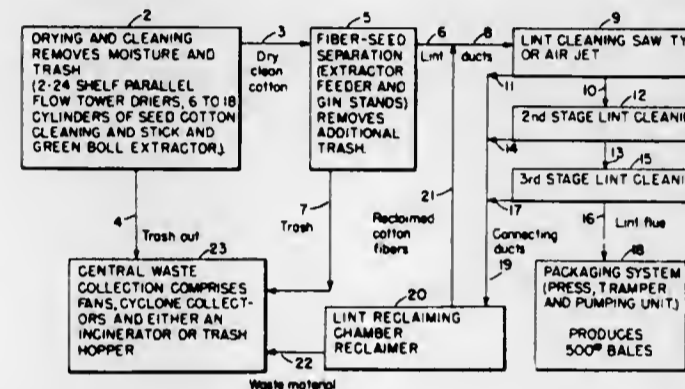 2
DRYING AND CLEANING
REMOVES MOISTURE AND
TRASH
(2-24 SHELF PARALLEL
FLOW TOWER DRIERS, 6 TO 18
CYLINDERS OF SEED COTTON
CLEANING AND STICK AND
GREEN BOLL EXTRACTOR).
3
Dry
clean
cotton
5
FIBER-SEED
SEPARATION
(EXTRACTOR
FEEDER AND
GIN STANDS)
REMOVES
ADDITIONAL
TRASH.
6
Lint
8
ducts
9
LINT CLEANING SAW TY
OR AIR JET
11
10
12
2nd STAGE LINT CLEANI
14
13
15
3rd STAGE LINT CLEANI
17
16
Lint flue
4
Trash out
7
Trash
21
Reclaimed
cotton
fibers
Connecting
ducts
19
18
PACKAGING SYSTEM
(PRESS, TRAMPER
AND PUMPING UNIT)
PRODUCES
500# BALES
23
CENTRAL WASTE
COLLECTION COMPRISES
FANS, CYCLONE COLLECT-
ORS AND EITHER AN
INCINERATOR OR TRASH
HOPPER
20
LINT RECLAIMING
CHAMBER
RECLAIMER
22
Waste material